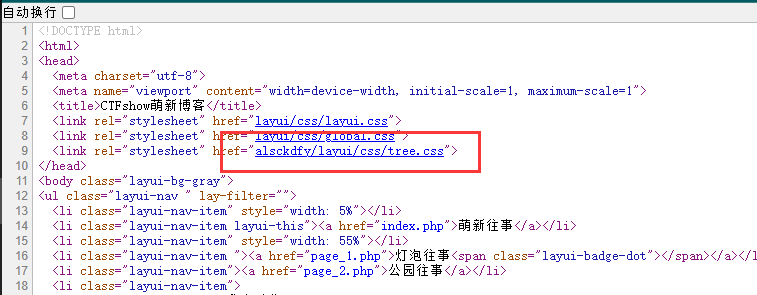 自动换行
1 <!DOCTYPE html>
2 <html>
3 <head>
4 <meta charset="utf-8">
5 <meta name="viewport" content="width=device-width, initial-scale=1, maximum-scale=1">
6 <title>CTFshow萌新博客</title>
7 <link rel="stylesheet" href="layui/css/layui.css">
8 <link rel="stylesheet" href="layui/css/global.css">
9 <link rel="stylesheet" href="alsckdfy/layui/css/tree.css">
10 </head>
11 <body class="layui-bg-gray">
12 <ul class="layui-nav " lay-filter="">
13 <li class="layui-nav-item" style="width: 5%"></li>
14 <li class="layui-nav-item layui-this"><a href="index.php">萌新往事</a></li>
15 <li class="layui-nav-item" style="width: 55%"></li>
16 <li class="layui-nav-item "><a href="page_1.php">灯泡往事<span class="layui-badge-dot"></span></a></l
17 <li class="layui-nav-item"><a href="page_2.php">公园往事</a></li>
18 <li class="layui-nav-item">